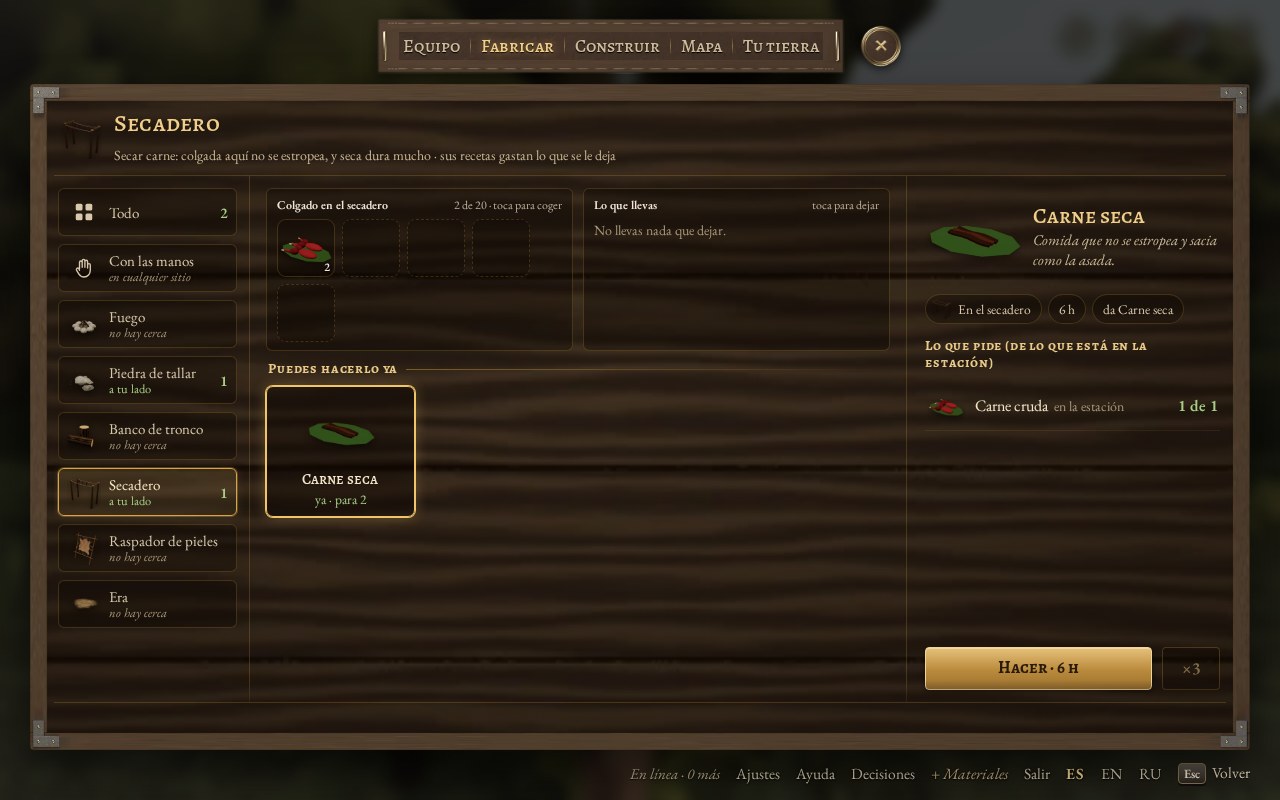 Equipo
Fabricar
Construir
Mapa
Tu tierra
×
Secadero
Secar carne: colgada aquí no se estropea, y seca dura mucho · sus recetas gastan lo que se le deja
Todo
2
Con las manos
en cualquier sitio
Fuego
no hay cerca
Piedra de tallar
a tu lado
1
Banco de tronco
no hay cerca
Secadero
a tu lado
1
Raspador de pieles
no hay cerca
Era
no hay cerca
Colgado en el secadero
2 de 20 · toca para coger
2
Lo que llevas
toca para dejar
No llevas nada que dejar.
Puedes hacerlo ya
Carne seca
ya · para 2
Carne seca
Comida que no se estropea y sacia
como la asada.
En el secadero
6 h
da Carne seca
Lo que pide (de lo que está en la
estación)
Carne cruda en la estación
1 de 1
Hacer · 6 h
×3
En línea · 0 más
Ajustes
Ayuda
Decisiones
+ Materiales
Salir
ES
EN
RU
Esc
Volver